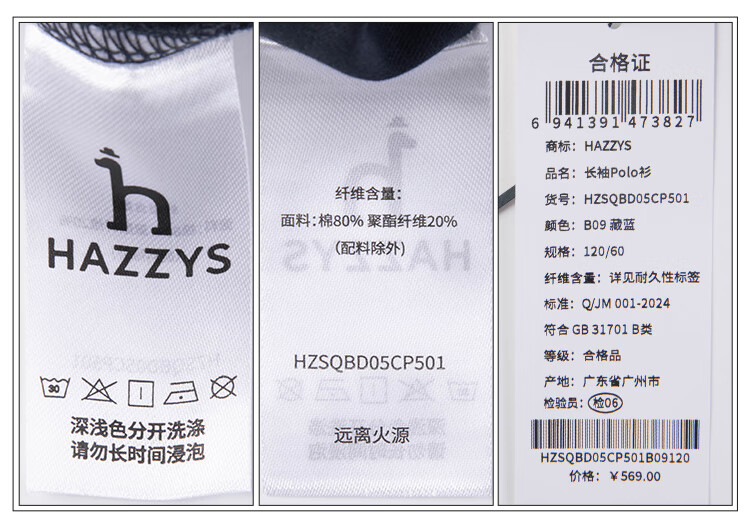 HAZZYS
30
深浅色分开洗涤
请勿长时间浸泡
纤维含量：
面料：棉80% 聚酯纤维20%
（配料除外）
HZSQBD05CP501
远离火源
合格证
6 941391 473827
商标：HAZZYS
品名：长袖Polo衫
货号：HZSQBD05CP501
颜色：B09 藏蓝
规格：120/60
纤维含量：详见耐久性标签
标准：Q/JM 001-2024
符合 GB 31701 B类
等级：合格品
产地：广东省广州市
检验员：检06
HZSQBD05CP501B09120
价格：￥569.00